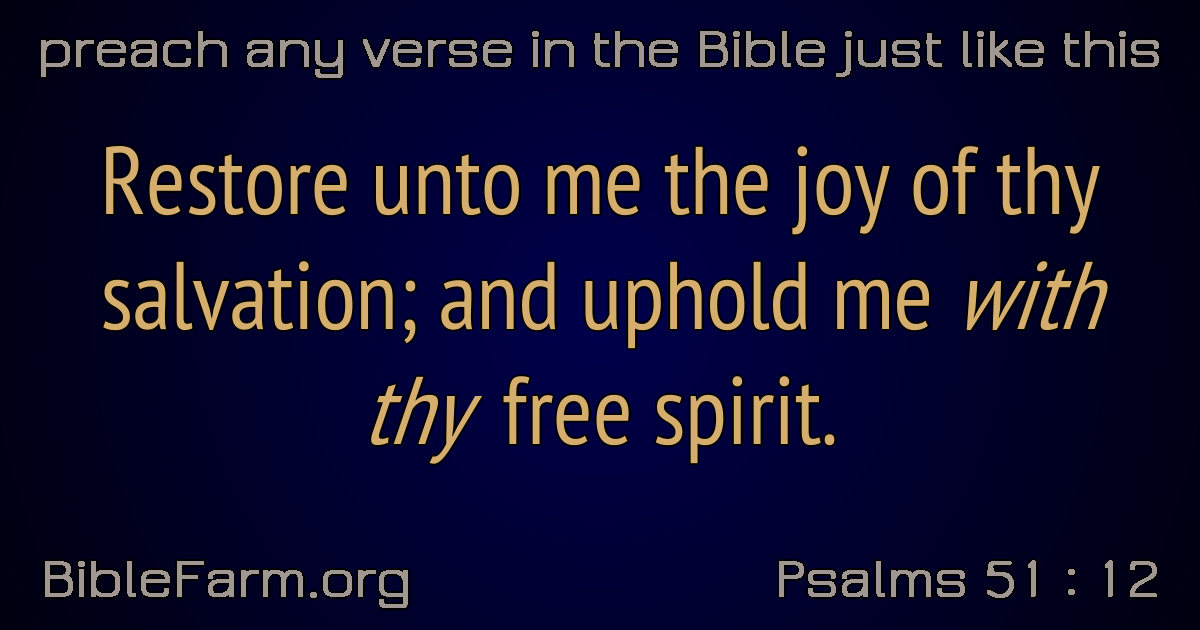 preach any verse in the Bible just like this
Restore unto me the joy of thy
salvation; and uphold me with
thy free spirit.
BibleFarm.org
Psalms 51 : 12